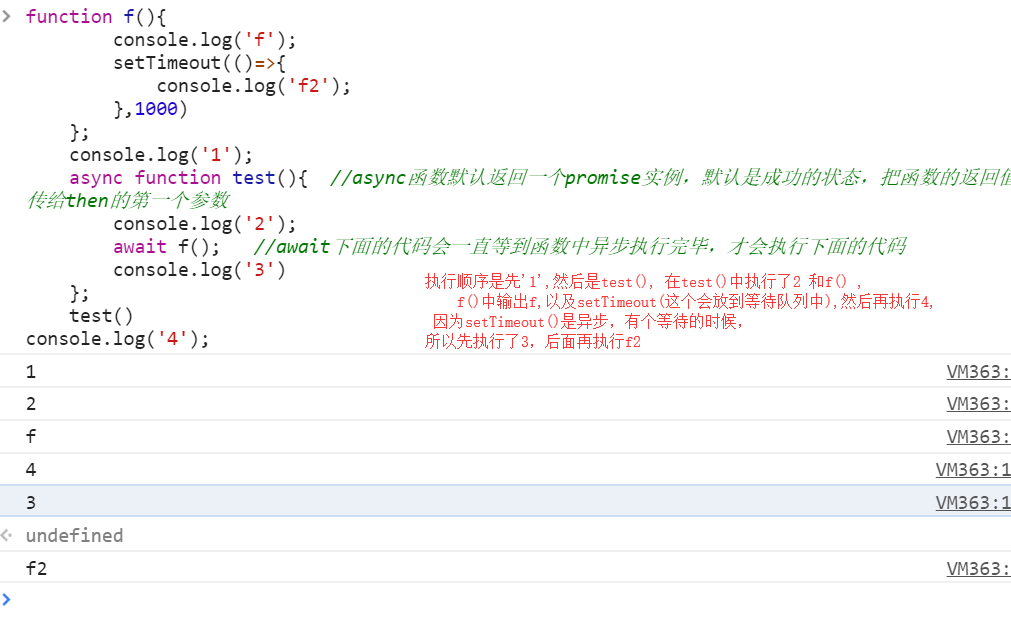 function f(){
console.log('f');
setTimeout(()=>{
console.log('f2');
},1000)
};
console.log('1');
async function test(){  //async函数默认返回一个promise实例，默认是成功的状态，把函数的返回值
传给then的第一个参数
console.log('2');
await f();   //await下面的代码会一直等到函数中异步执行完毕，才会执行下面的代码
console.log('3')
};
test()
console.log('4');
执行顺序是先'1',然后是test(), 在test()中执行了2 和f() ,
f()中输出f,以及setTimeout(这个会放到等待队列中),然后再执行4,
因为setTimeout()是异步，有个等待的时候,
所以先执行了3，后面再执行f2
1 VM363:
2 VM363:
f VM363:
4 VM363:1
3 VM363:1
undefined
f2 VM363: